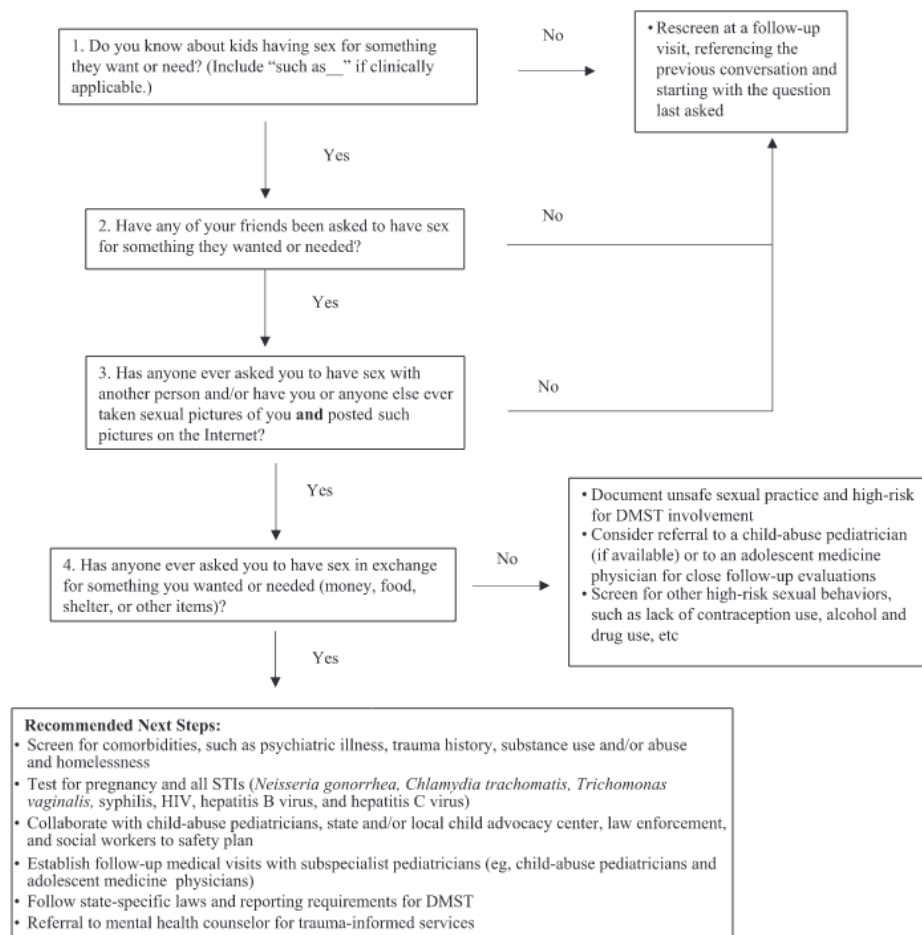 1. Do you know about kids having sex for something
they want or need? (Include “such as__” if clinically
applicable.)
No
• Rescreen at a follow-up
visit, referencing the
previous conversation and
starting with the question
last asked
Yes
2. Have any of your friends been asked to have sex
for something they wanted or needed?
No
Yes
3. Has anyone ever asked you to have sex with
another person and/or have you or anyone else ever
taken sexual pictures of you and posted such
pictures on the Internet?
No
Yes
4. Has anyone ever asked you to have sex in exchange
for something you wanted or needed (money, food,
shelter, or other items)?
No
• Document unsafe sexual practice and high-risk
for DMST involvement
• Consider referral to a child-abuse pediatrician
(if available) or to an adolescent medicine
physician for close follow-up evaluations
• Screen for other high-risk sexual behaviors,
such as lack of contraception use, alcohol and
drug use, etc
Yes
Recommended Next Steps:
• Screen for comorbidities, such as psychiatric illness, trauma history, substance use and/or abuse
and homelessness
• Test for pregnancy and all STIs (Neisseria gonorrhea, Chlamydia trachomatis, Trichomonas
vaginalis, syphilis, HIV, hepatitis B virus, and hepatitis C virus)
• Collaborate with child-abuse pediatricians, state and/or local child advocacy center, law enforcement,
and social workers to safety plan
• Establish follow-up medical visits with subspecialist pediatricians (eg, child-abuse pediatricians and
adolescent medicine physicians)
• Follow state-specific laws and reporting requirements for DMST
• Referral to mental health counselor for trauma-informed services